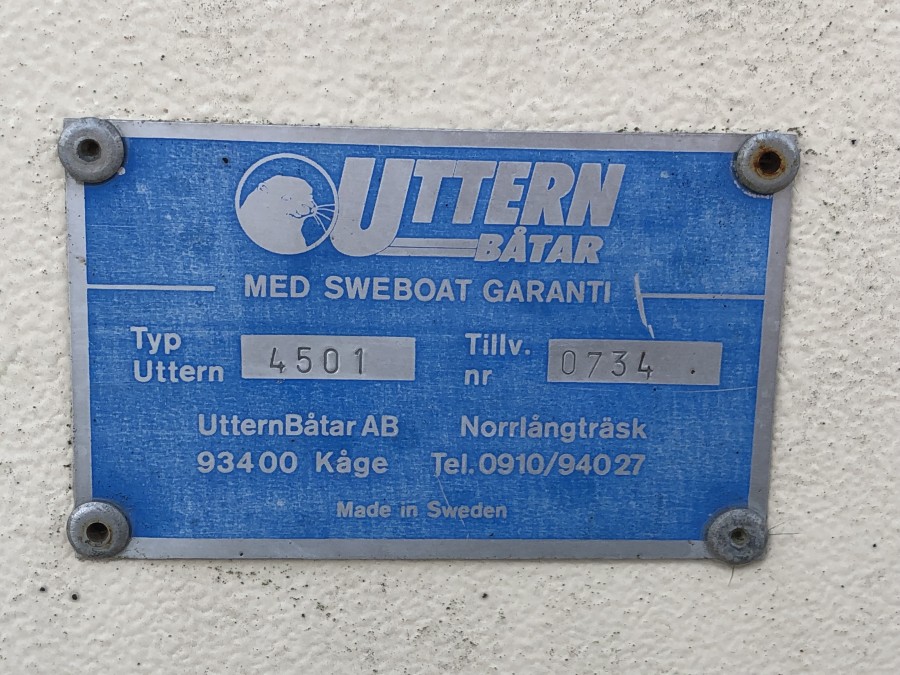 UTTERN
BÅTAR
MED SWEBOAT GARANTI
Typ Uttern 4501 Tillv. nr 0734 .
UtternBåtar AB Norrlångträsk
93400 Kåge Tel. 0910/94027
Made in Sweden